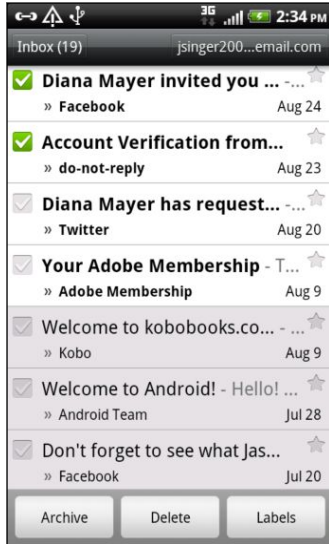 3G 2:34 PM
Inbox (19) jsinger200...email.com
Diana Mayer invited you ... -...
» Facebook Aug 24
Account Verification from...
» do-not-reply Aug 23
Diana Mayer has request... -...
» Twitter Aug 20
Your Adobe Membership - T...
» Adobe Membership Aug 9
Welcome to kobobooks.co... - ...
» Kobo Aug 9
Welcome to Android! - Hello! ...
» Android Team Jul 28
Don't forget to see what Jas...
» Facebook Jul 20
Archive Delete Labels